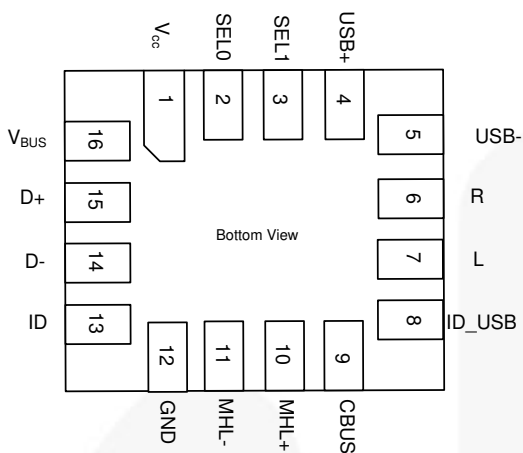 Vcc
SEL0
SEL1
USB+
1
2
3
4
VBUS
16
5
USB-
D+
15
6
R
Bottom View
D-
14
7
L
ID
13
8
ID_USB
12
11
10
9
GND
MHL-
MHL+
CBUS